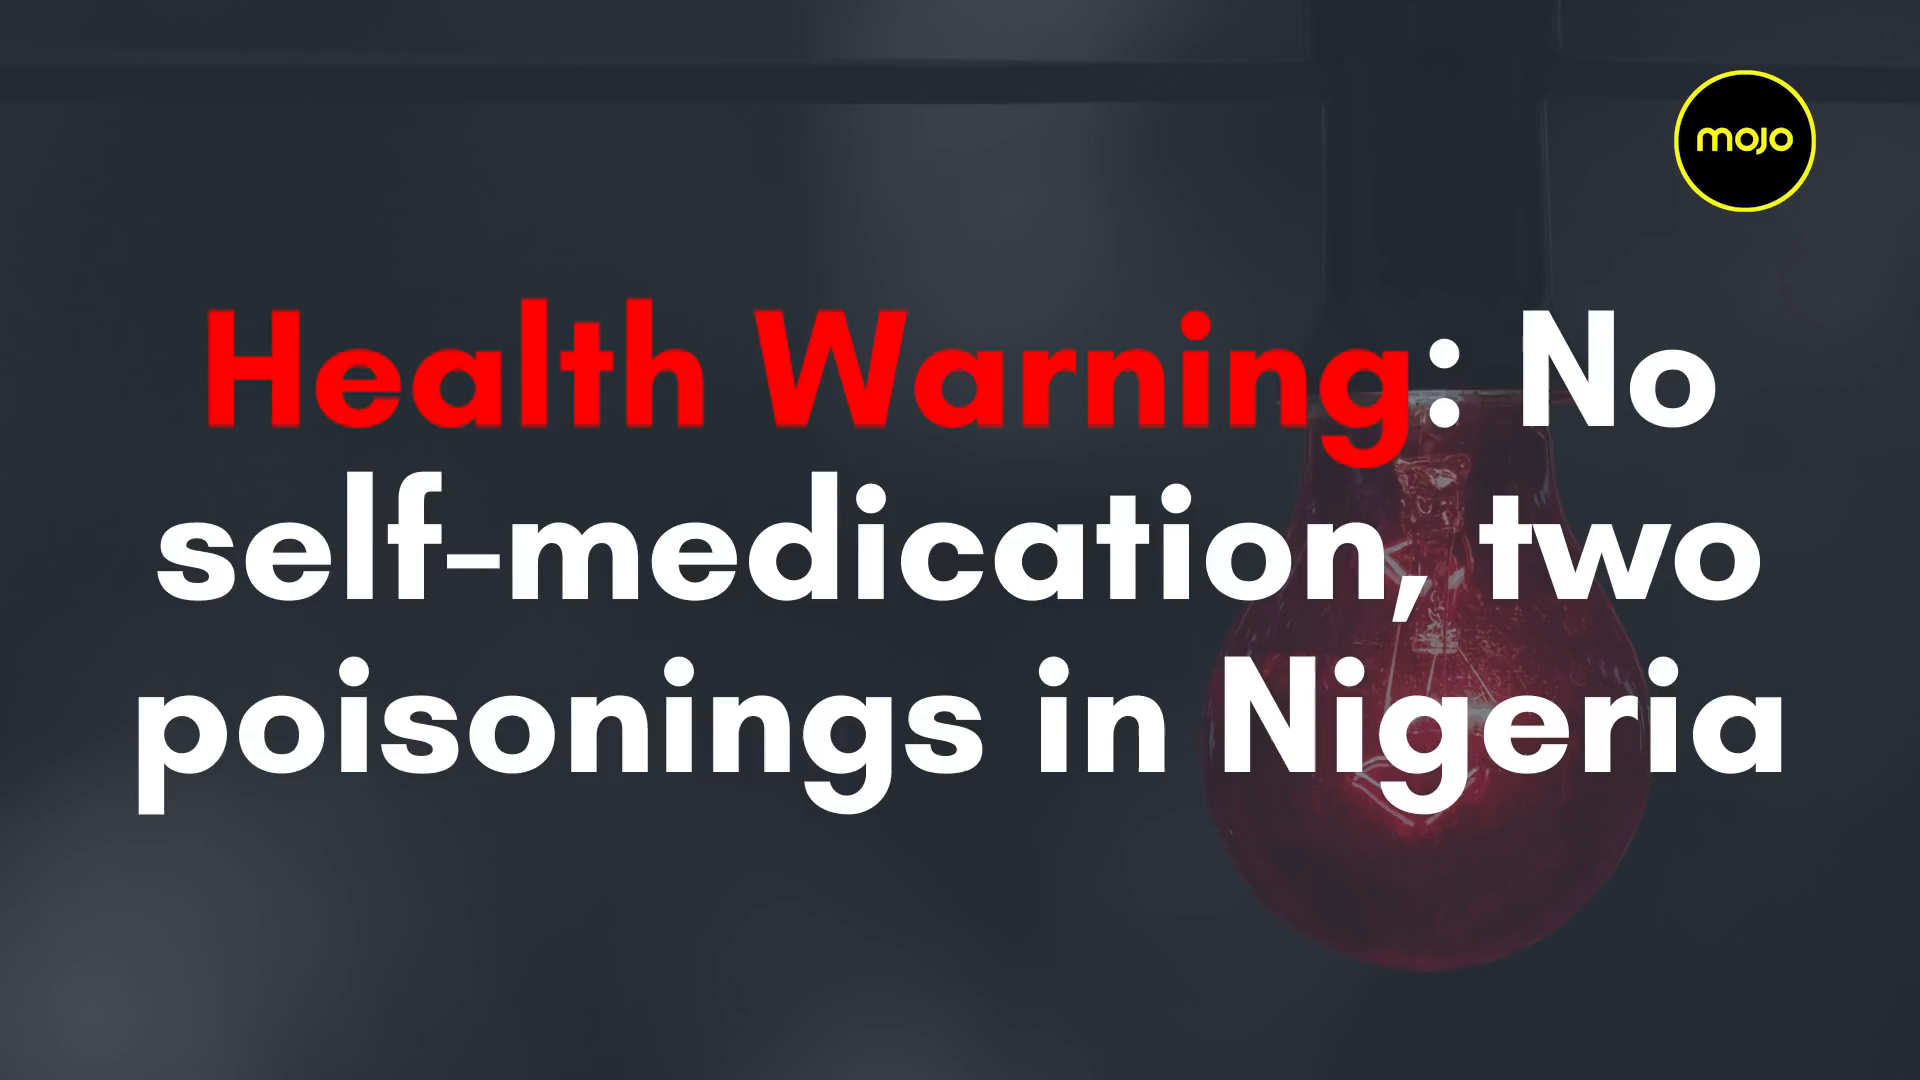 mojo
Health Warning: No
self-medication, two
poisonings in Nigeria